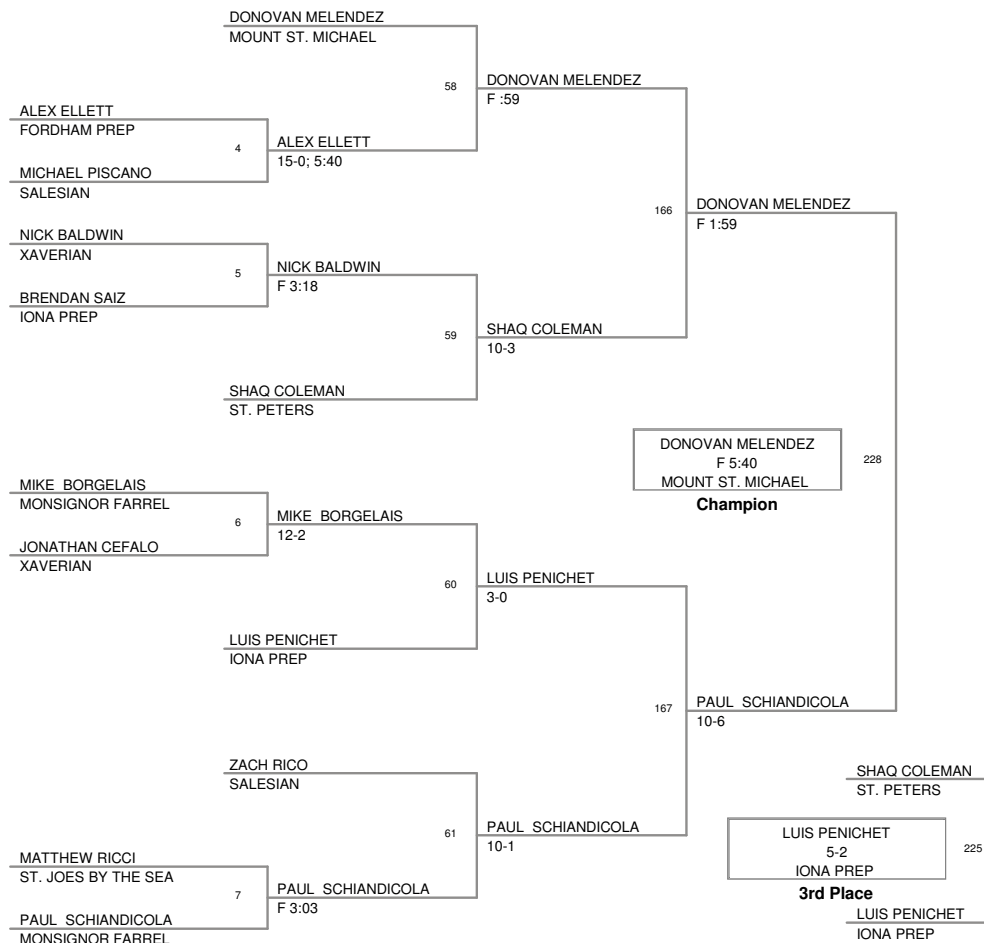 DONOVAN MELENDEZ
MOUNT ST. MICHAEL
58
DONOVAN MELENDEZ
F :59
ALEX ELLETT
FORDHAM PREP
4
ALEX ELLETT
15-0; 5:40
MICHAEL PISCANO
SALESIAN
166
DONOVAN MELENDEZ
F 1:59
NICK BALDWIN
XAVERIAN
5
NICK BALDWIN
F 3:18
BRENDAN SAIZ
IONA PREP
59
SHAQ COLEMAN
10-3
SHAQ COLEMAN
ST. PETERS
DONOVAN MELENDEZ
F 5:40
MOUNT ST. MICHAEL
228
Champion
MIKE BORGELAIS
MONSIGNOR FARREL
6
MIKE BORGELAIS
12-2
JONATHAN CEFALO
XAVERIAN
60
LUIS PENICHET
3-0
LUIS PENICHET
IONA PREP
167
PAUL SCHIANDICOLA
10-6
ZACH RICO
SALESIAN
61
PAUL SCHIANDICOLA
10-1
MATTHEW RICCI
ST. JOES BY THE SEA
7
PAUL SCHIANDICOLA
F 3:03
PAUL SCHIANDICOLA
MONSIGNOR FARREL
SHAQ COLEMAN
ST. PETERS
LUIS PENICHET
5-2
IONA PREP
225
3rd Place
LUIS PENICHET
IONA PREP